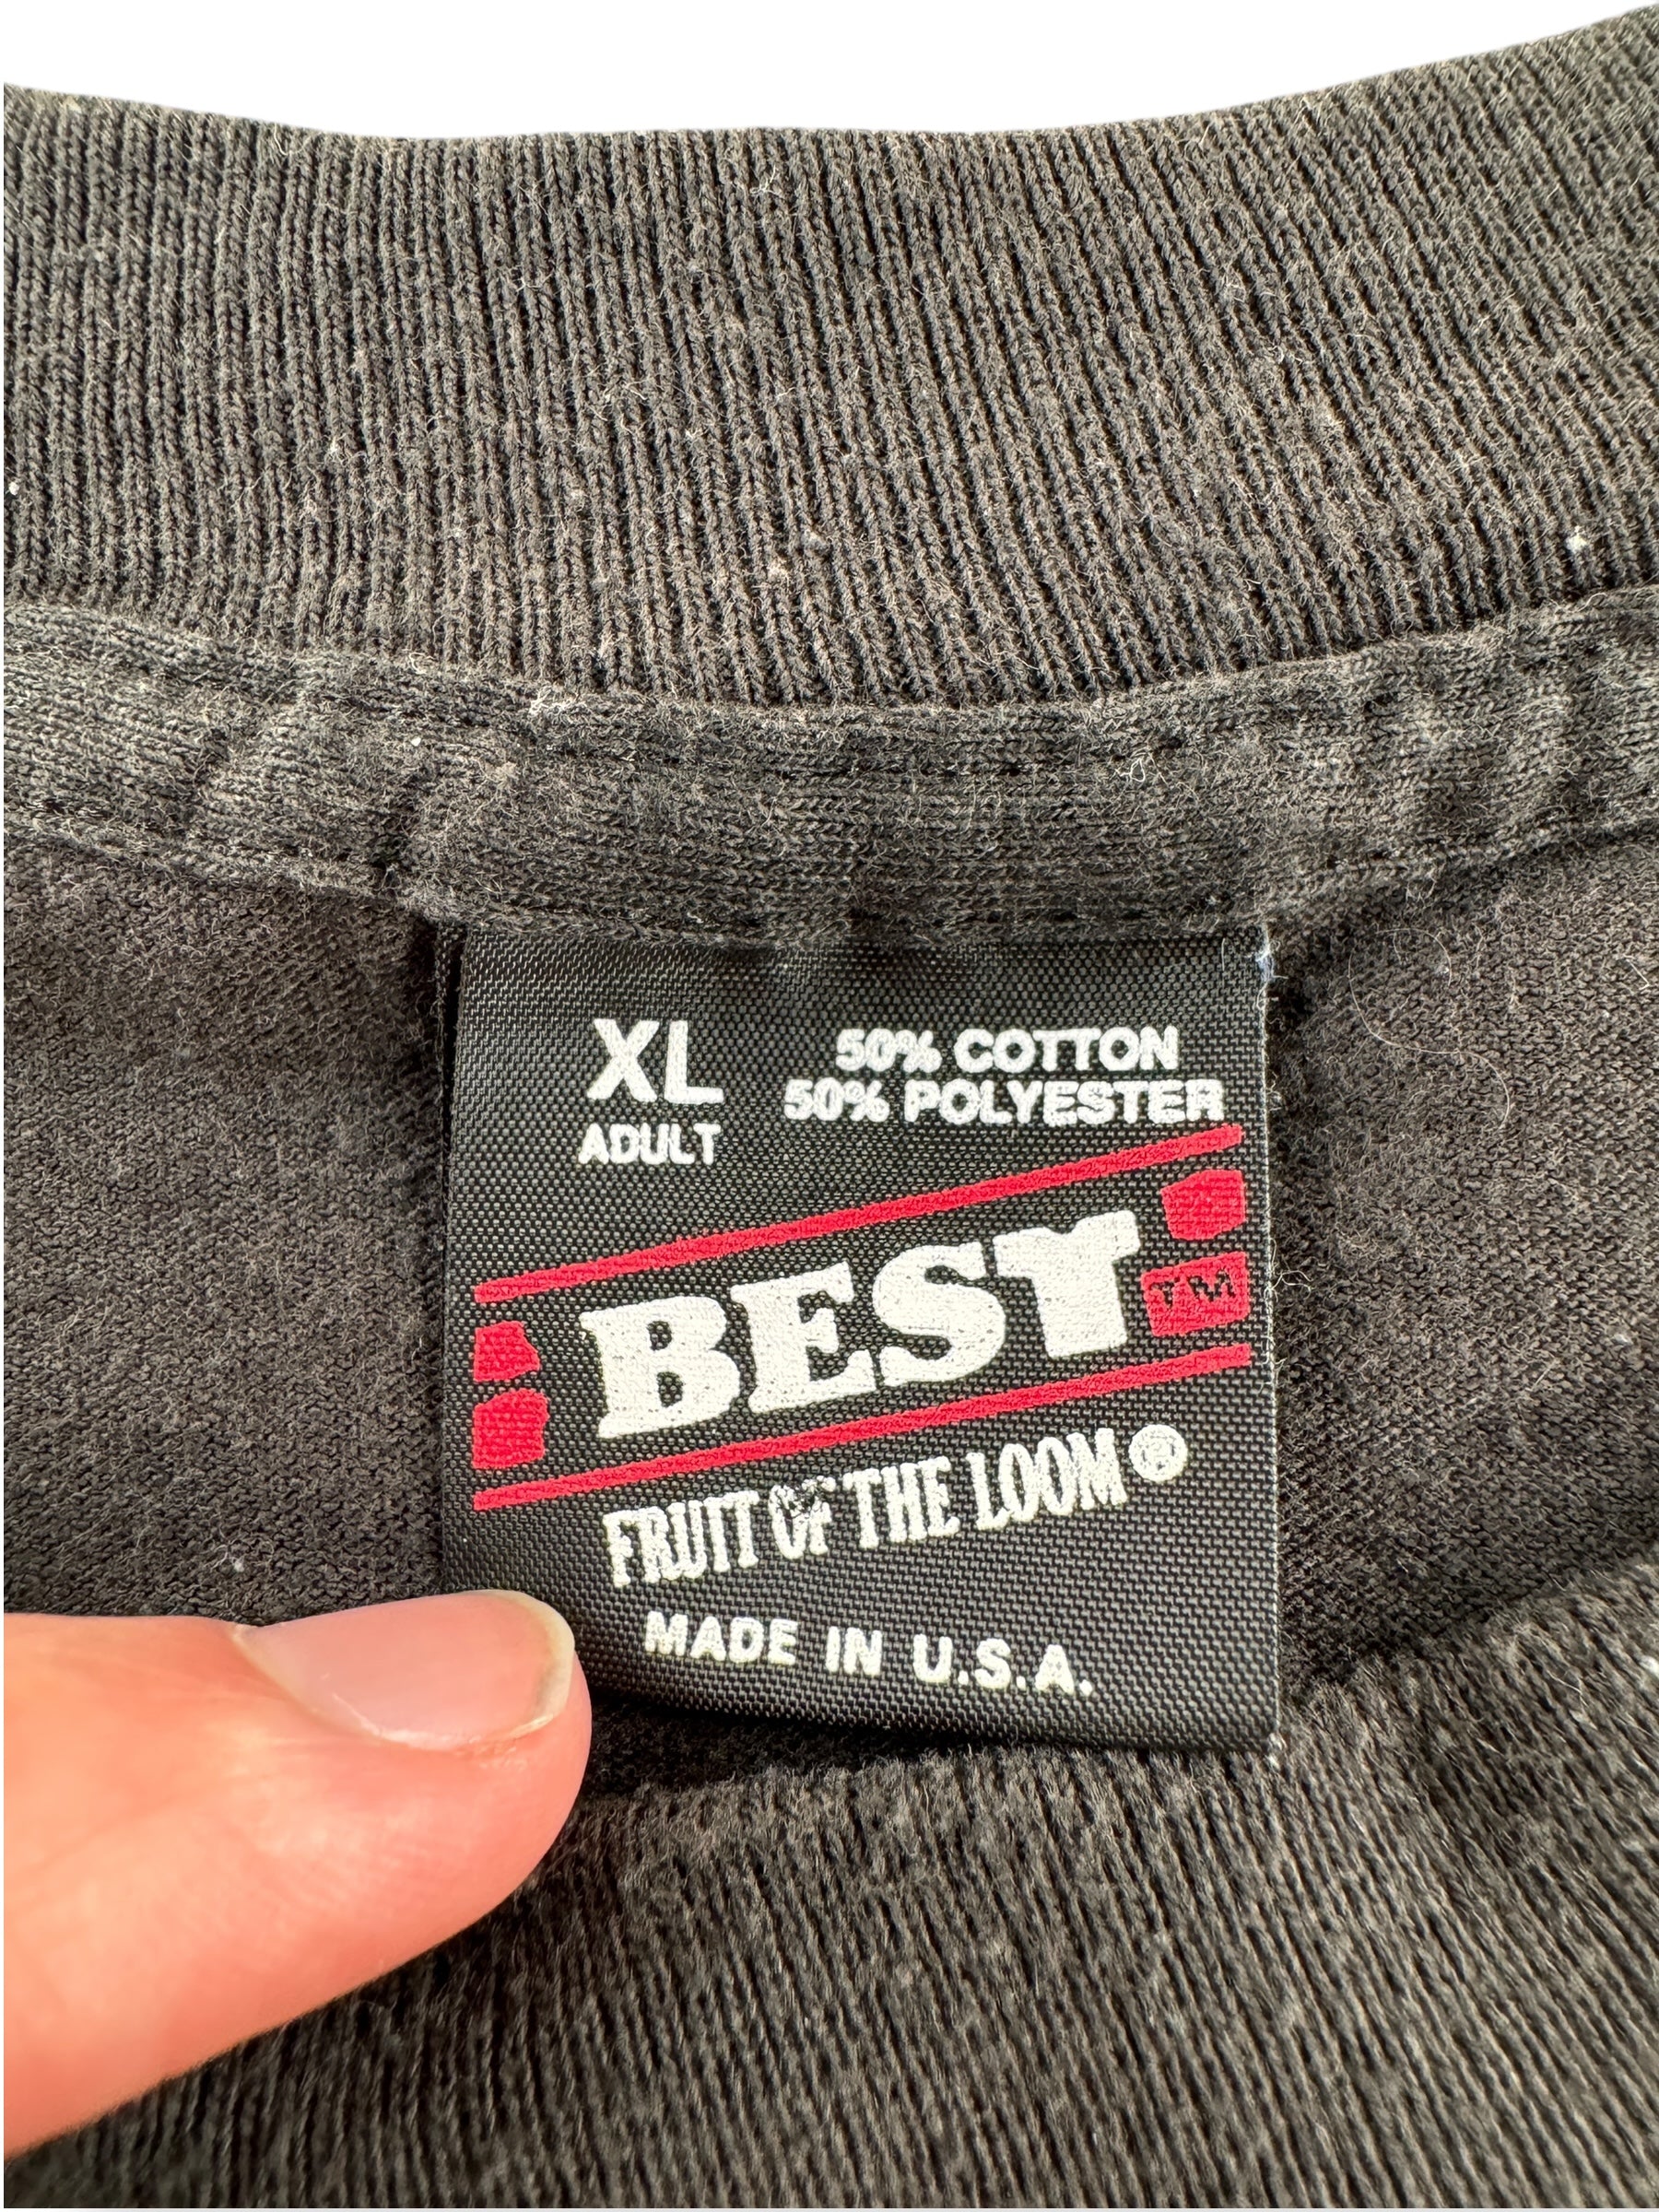 XL
ADULT
50% COTTON
50% POLYESTER
BEST
TM
FRUIT OF THE LOOM®
MADE IN U.S.A.